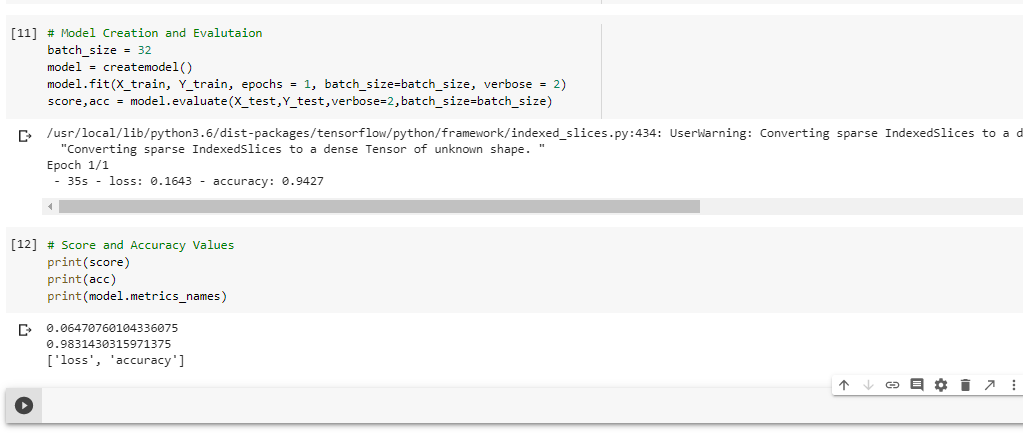 [11] # Model Creation and Evalutaion
batch_size = 32
model = createmodel()
model.fit(X_train, Y_train, epochs = 1, batch_size=batch_size, verbose = 2)
score,acc = model.evaluate(X_test,Y_test,verbose=2,batch_size=batch_size)
/usr/local/lib/python3.6/dist-packages/tensorflow/python/framework/indexed_slices.py:434: UserWarning: Converting sparse IndexedSlices to a d
"Converting sparse IndexedSlices to a dense Tensor of unknown shape. "
Epoch 1/1
- 35s - loss: 0.1643 - accuracy: 0.9427
[12] # Score and Accuracy Values
print(score)
print(acc)
print(model.metrics_names)
0.06470760104336075
0.9831430315971375
['loss', 'accuracy']